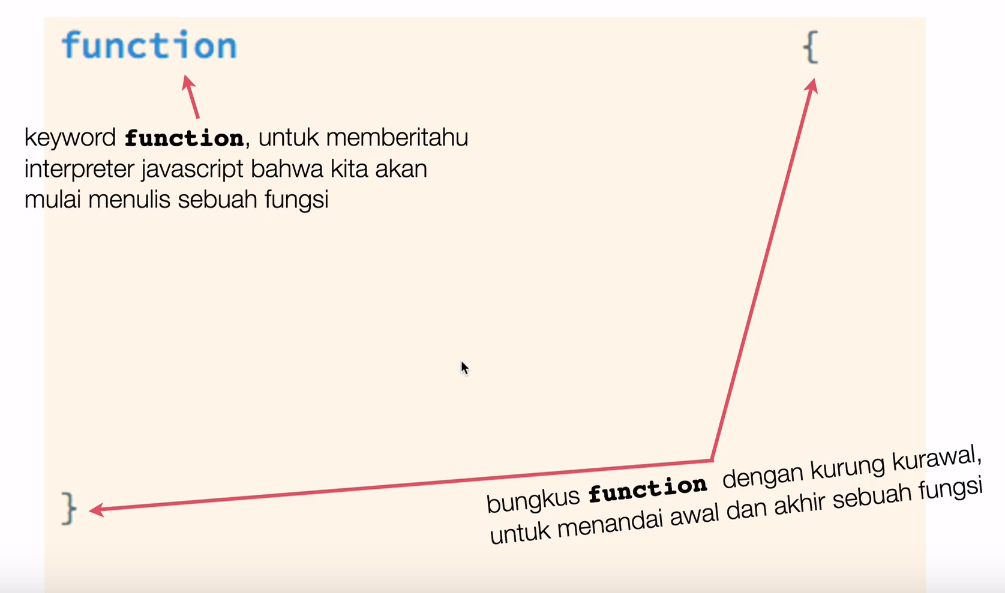 function {
keyword function, untuk memberitahu
interpreter javascript bahwa kita akan
mulai menulis sebuah fungsi
}
bungkus function dengan kurung kurawal,
untuk menandai awal dan akhir sebuah fungsi